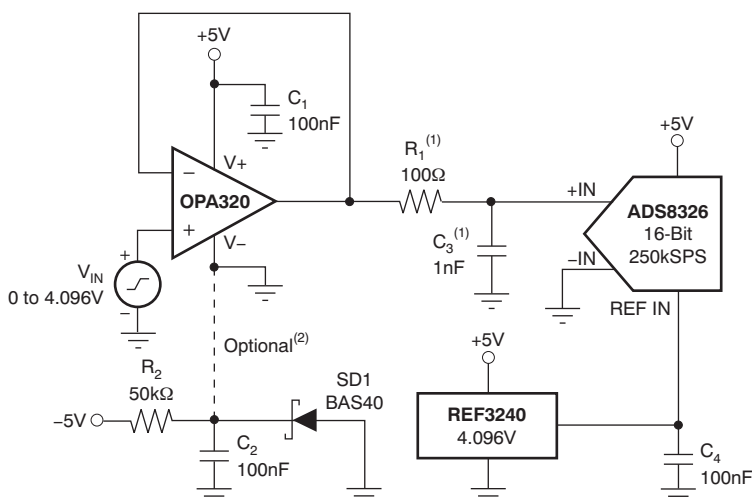 +5V
C1
100nF
V+
−
OPA320
+
V−
+
VIN
0 to 4.096V
−
R1(1)
100Ω
C3(1)
1nF
+5V
+IN
ADS8326
16-Bit
250kSPS
−IN
REF IN
Optional(2)
R2
50kΩ
−5V
C2
100nF
SD1
BAS40
+5V
REF3240
4.096V
C4
100nF